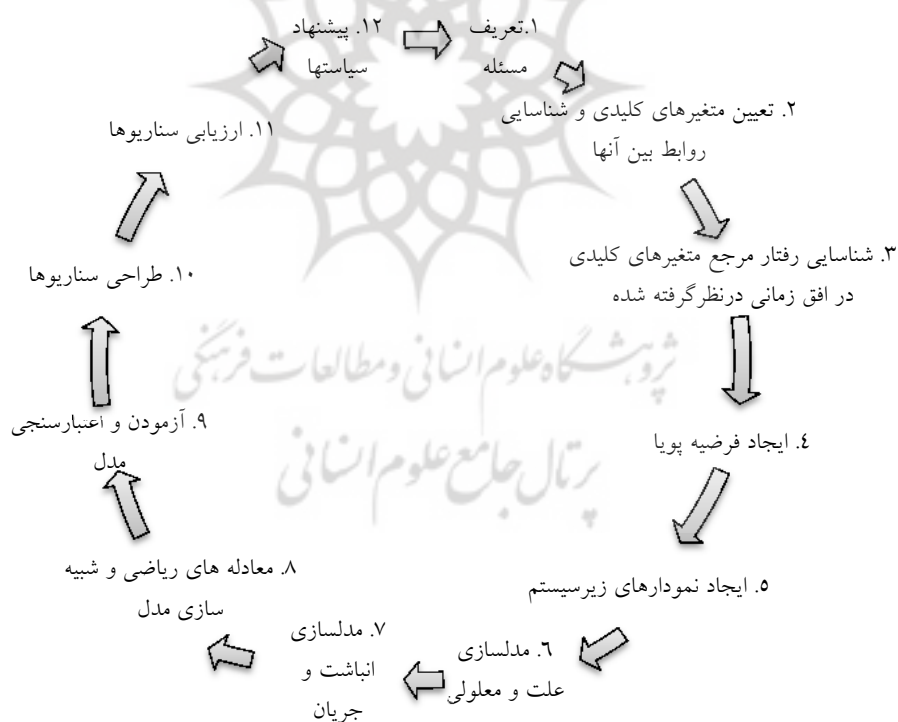 ۱.تعریف
مسئله
۲. تعیین متغیرهای کلیدی و شناسایی
روابط بین آنها
۳. شناسایی رفتار مرجع متغیرهای کلیدی
در افق زمانی درنظرگرفته شده
۴. ایجاد فرضیه پویا
۵. ایجاد نمودارهای زیرسیستم
۶. مدلسازی
علت و معلولی
۷. مدلسازی
انباشت و
جریان
۸. معادله های ریاضی و شبیه
سازی مدل
۹. آزمودن و اعتبارسنجی
مدل
۱۰. طراحی سناریوها
۱۱. ارزیابی سناریوها
۱۲. پیشنهاد
سیاستها
پژوهشگاه علوم انسانی و مطالعات فرهنگی
پرتال جامع علوم انسانی